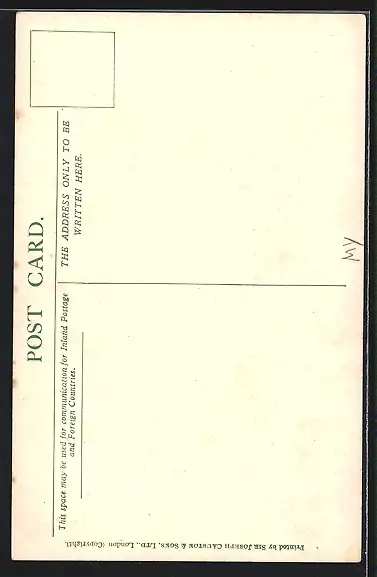 POST CARD.
This space may be used for communication for Inland Postage
and Foreign Countries.
THE ADDRESS ONLY TO BE
WRITTEN HERE.
Printed by SIR JOSEPH CAUSTON & SONS, LTD., London (Copyright).